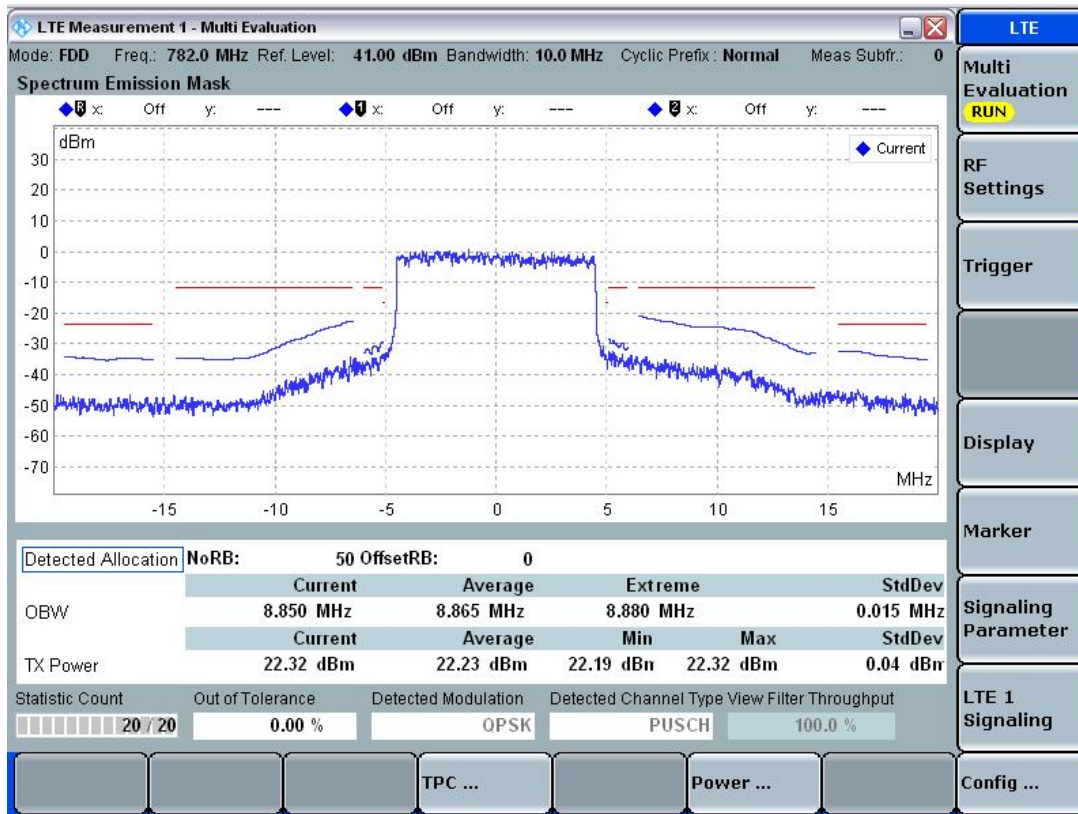 LTE Measurement 1 - Multi Evaluation
LTE
Mode: FDD Freq.: 782.0 MHz Ref. Level: 41.00 dBm Bandwidth: 10.0 MHz Cyclic Prefix: Normal Meas Subfr.: 0
Spectrum Emission Mask
R x: Off y: --- 1 x: Off y: --- 2 x: Off y: ---
dBm
Current
30
20
10
0
-10
-20
-30
-40
-50
-60
-70
MHz
-15 -10 -5 0 5 10 15
Detected Allocation NoRB: 50 OffsetRB: 0
Current Average Extreme StdDev
OBW 8.850 MHz 8.865 MHz 8.880 MHz 0.015 MHz
Current Average Min Max StdDev
TX Power 22.32 dBm 22.23 dBm 22.19 dBm 22.32 dBm 0.04 dBm
Statistic Count Out of Tolerance Detected Modulation Detected Channel Type View Filter Throughput
20 / 20 0.00 % QPSK PUSCH 100.0 %
Multi
Evaluation
RUN
RF
Settings
Trigger
Display
Marker
Signaling
Parameter
LTE 1
Signaling
TPC ... Power ... Config ...